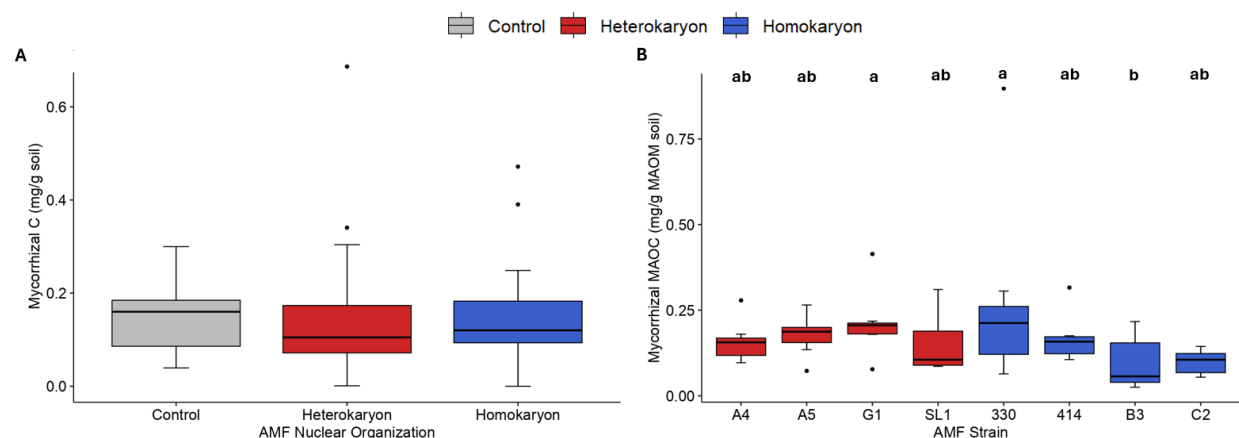 Control Heterokaryon Homokaryon
A
Mycorrhizal C (mg/g soil)
0.6
0.4
0.2
0.0
Control Heterokaryon Homokaryon
AMF Nuclear Organization
B
ab ab a ab a ab b ab
Mycorrhizal MAOC (mg/g MAOM soil)
0.75
0.50
0.25
0.00
A4 A5 G1 SL1 330 414 B3 C2
AMF Strain